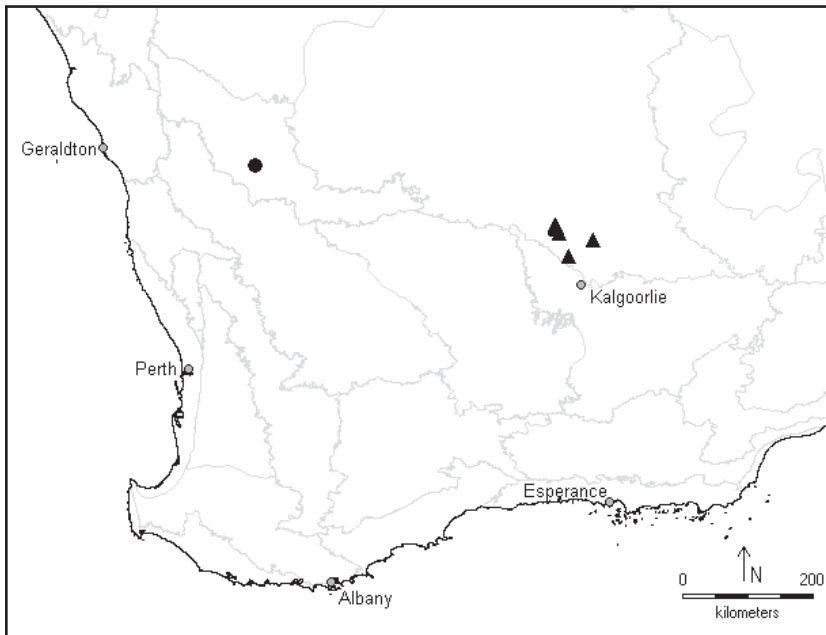 Geraldton
Kalgoorlie
Perth
Esperance
Albany
N
0 200
kilometers